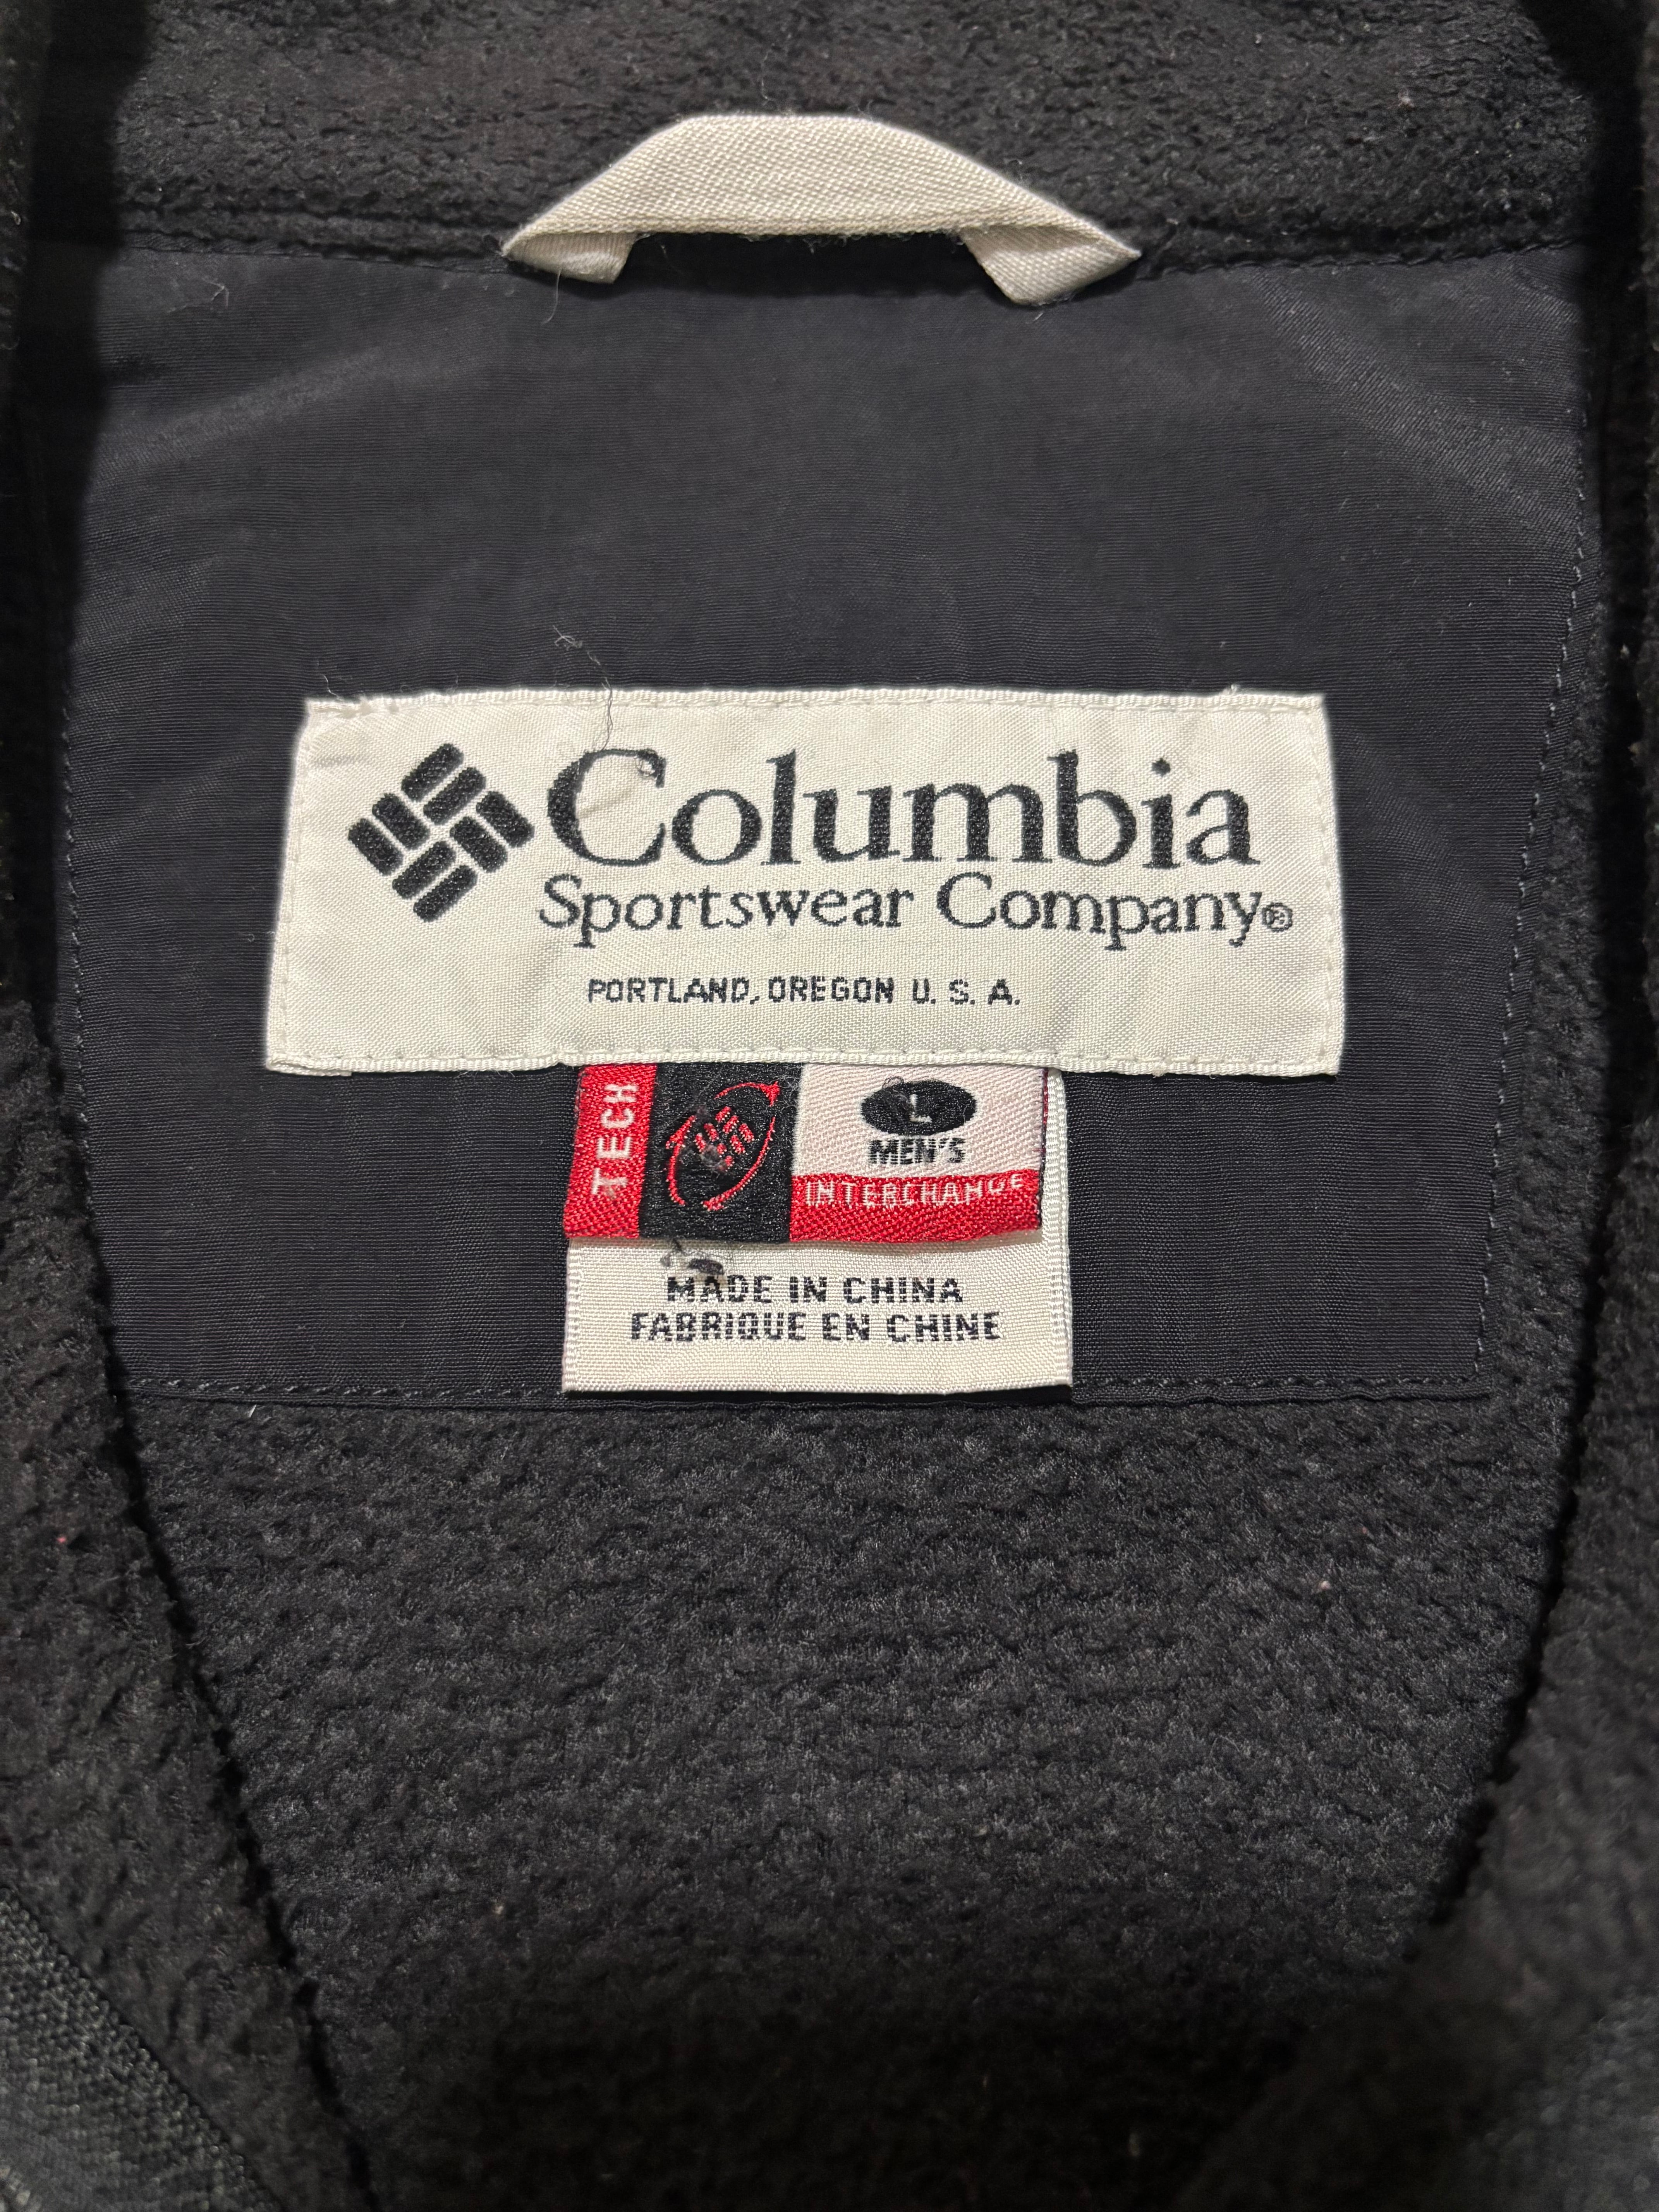 Columbia
Sportswear Company®
PORTLAND, OREGON U.S.A.
TECH
L
MEN'S
INTERCHANGE
MADE IN CHINA
FABRIQUE EN CHINE